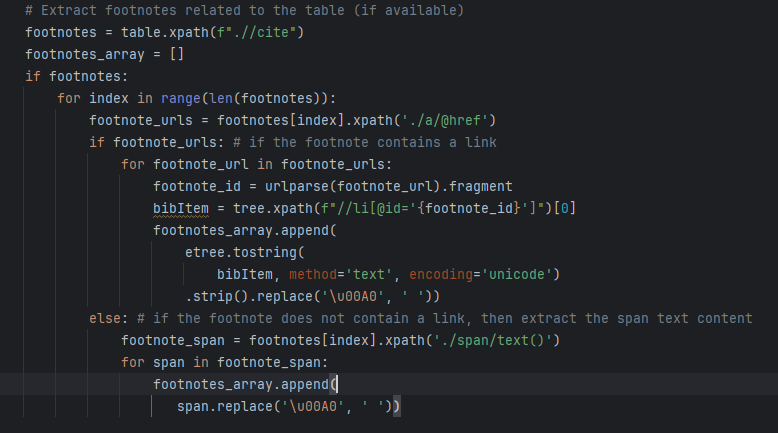 # Extract footnotes related to the table (if available)
footnotes = table.xpath(f".//cite")
footnotes_array = []
if footnotes:
for index in range(len(footnotes)):
footnote_urls = footnotes[index].xpath('./a/@href')
if footnote_urls: # if the footnote contains a link
for footnote_url in footnote_urls:
footnote_id = urlparse(footnote_url).fragment
bibItem = tree.xpath(f"//li[@id='{footnote_id}']")[0]
footnotes_array.append(
etree.tostring(
bibItem, method='text', encoding='unicode')
.strip().replace('\u00A0', ' '))
else: # if the footnote does not contain a link, then extract the span text content
footnote_span = footnotes[index].xpath('./span/text()')
for span in footnote_span:
footnotes_array.append(
span.replace('\u00A0', ' '))